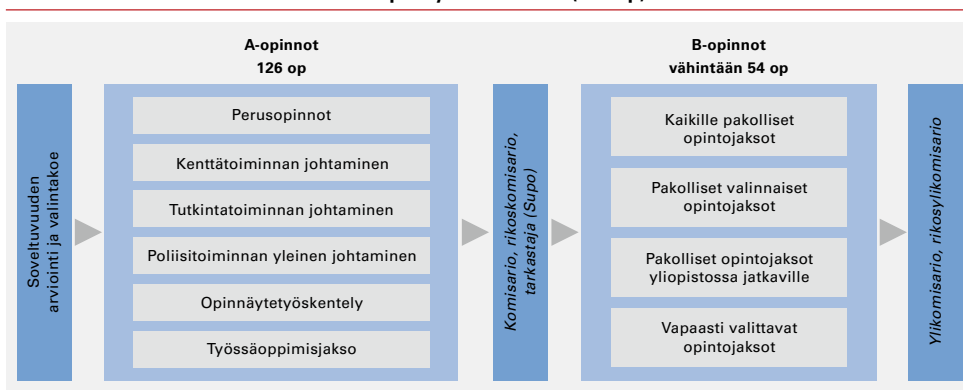 A-opinnot
126 op
B-opinnot
vähintään 54 op
Soveltuvuuden
arviointi ja valintakoe
Perusopinnot
Kenttätoiminnan johtaminen
Tutkintatoiminnan johtaminen
Poliisitoiminnan yleinen johtaminen
Opinnäytetyöskentely
Työssäoppimisjakso
Komisario, rikoskomisario,
tarkastaja (Supo)
Kaikille pakolliset
opintojaksot
Pakolliset valinnaiset
opintojaksot
Pakolliset opintojaksot
yliopistossa jatkaville
Vapaasti valittavat
opintojaksot
Ylikomisario, rikosylikomisario